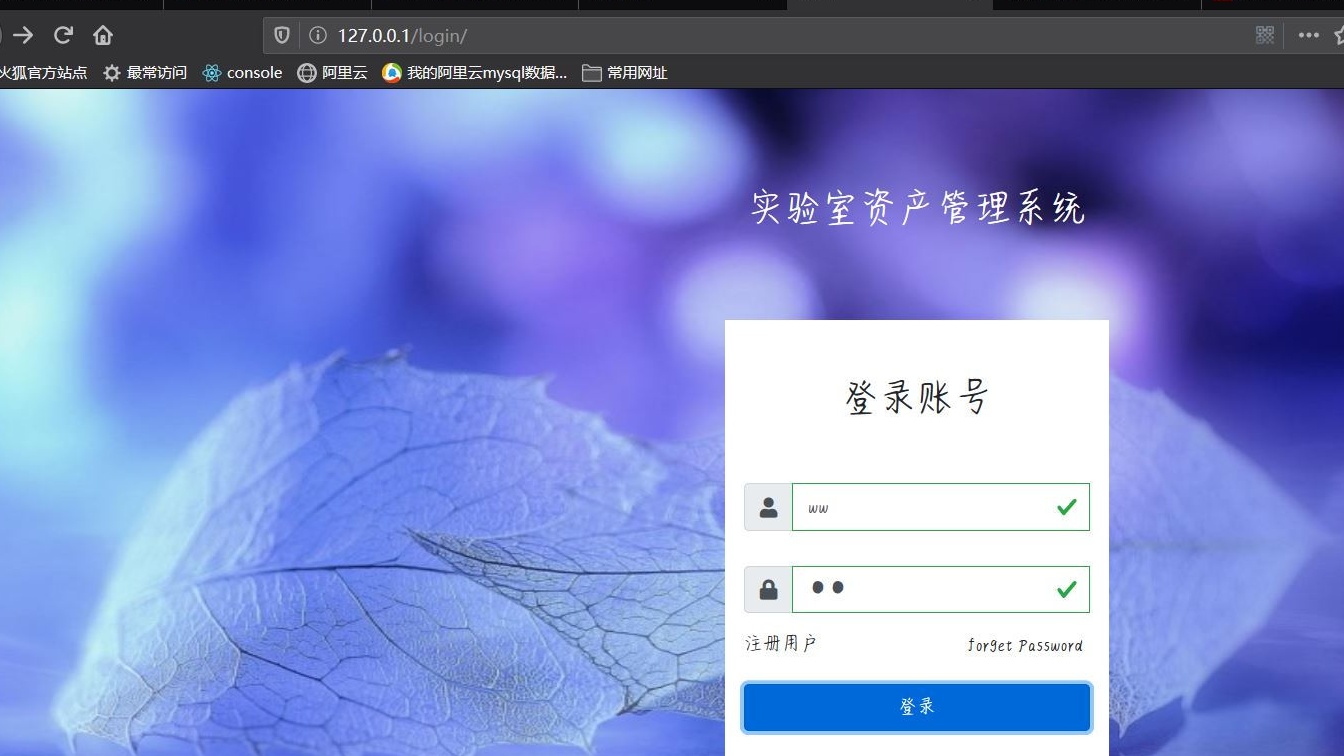 127.0.0.1/login/
火狐官方站点 最常访问 console 阿里云 我的阿里云mysql数据... 常用网址
实验室资产管理系统
登录账号
ww
注册用户 forget Password
登录